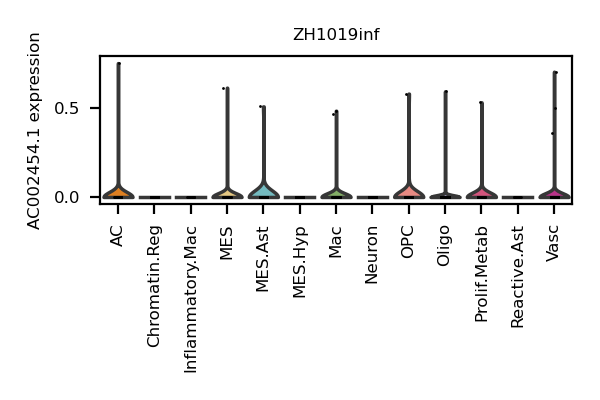 ZH1019inf
AC002454.1 expression
0.5
0.0
AC
Chromatin.Reg
Inflammatory.Mac
MES
MES.Ast
MES.Hyp
Mac
Neuron
OPC
Oligo
Prolif.Metab
Reactive.Ast
Vasc